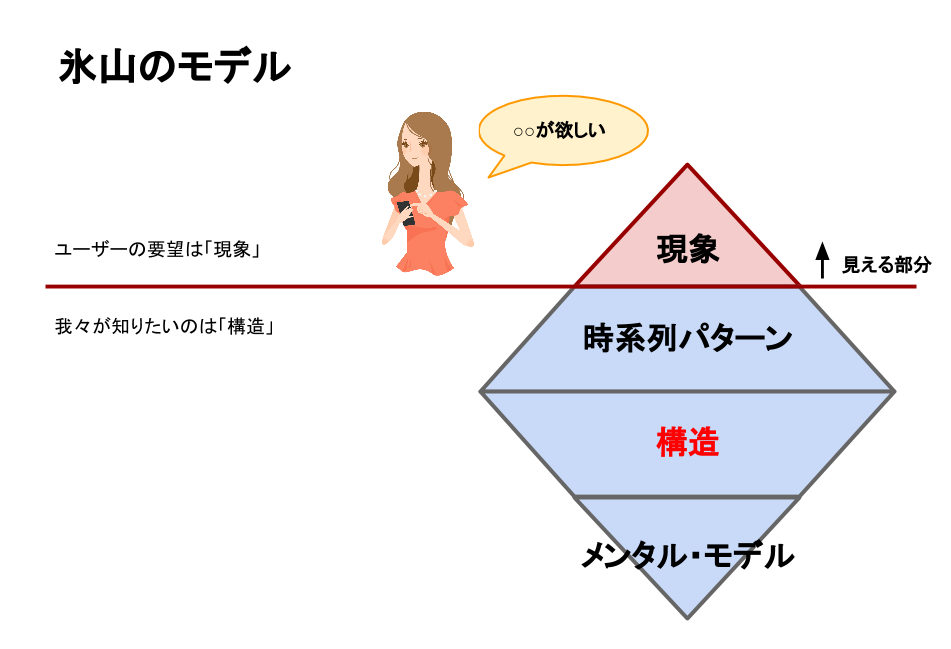 氷山のモデル
○○が欲しい
ユーザーの要望は「現象」
現象
見える部分
我々が知りたいのは「構造」
時系列パターン
構造
メンタル・モデル